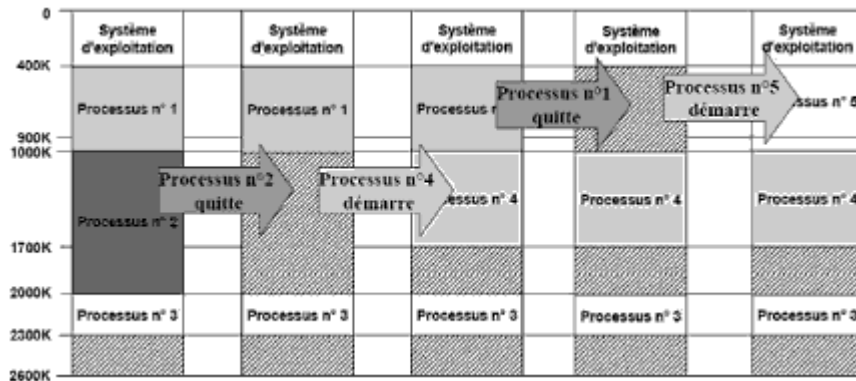 0
400K
900K
1000K
1700K
2000K
2300K
2600K
Système
d'exploitation
Processus n° 1
Processus n° 2
Processus n° 3
Processus n°2
quitte
Système
d'exploitation
Processus n° 1
Processus n° 3
Processus n°4
démarre
Système
d'exploitation
Processus n° 3
Processus n°1
quitte
Système
d'exploitation
Processus n° 4
Processus n° 3
Processus n°5
démarre
Système
d'exploitation
Processus n° 4
Processus n° 3